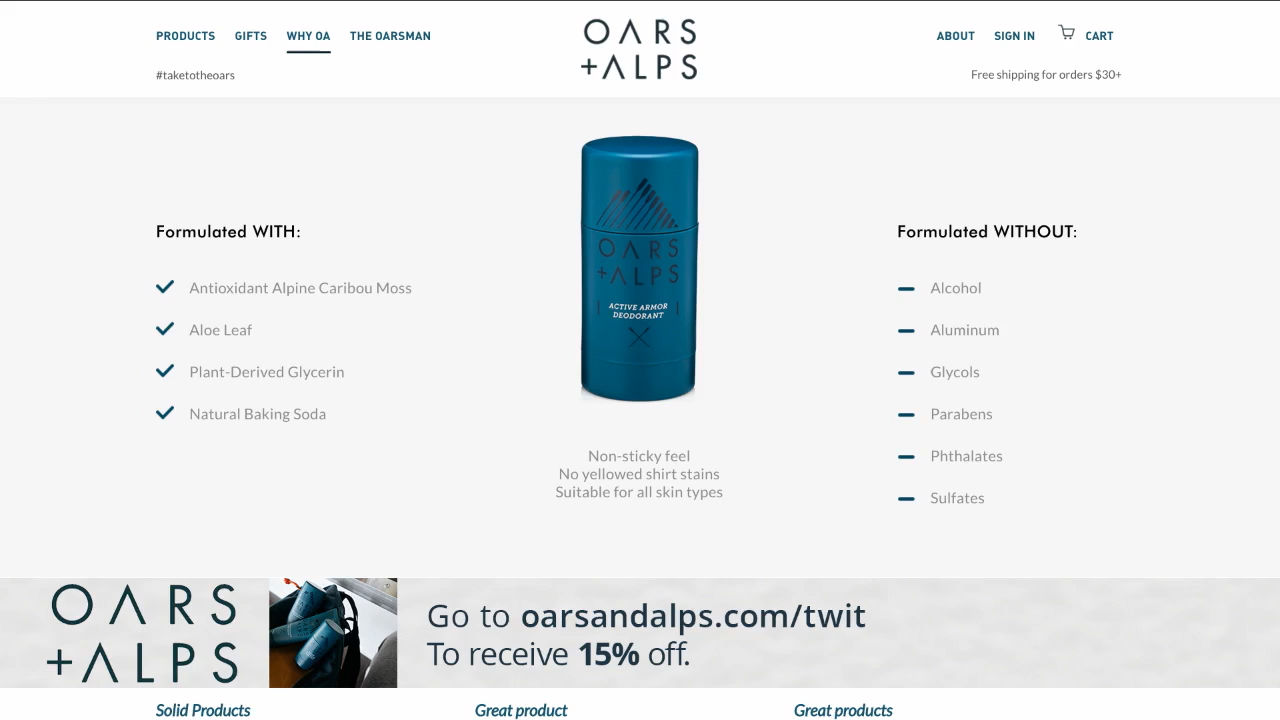 PRODUCTS GIFTS WHY OA THE OARSMAN
OARS
+ALPS
ABOUT SIGN IN CART
#taketotheoars
Free shipping for orders $30+
Formulated WITH:
Antioxidant Alpine Caribou Moss
Aloe Leaf
Plant-Derived Glycerin
Natural Baking Soda
OARS
+ALPS
ACTIVE ARMOR
DEODORANT
Non-sticky feel
No yellowed shirt stains
Suitable for all skin types
Formulated WITHOUT:
Alcohol
Aluminum
Glycols
Parabens
Phthalates
Sulfates
OARS
+ALPS
Go to oarsandalps.com/twit
To receive 15% off.
Solid Products
Great product
Great products